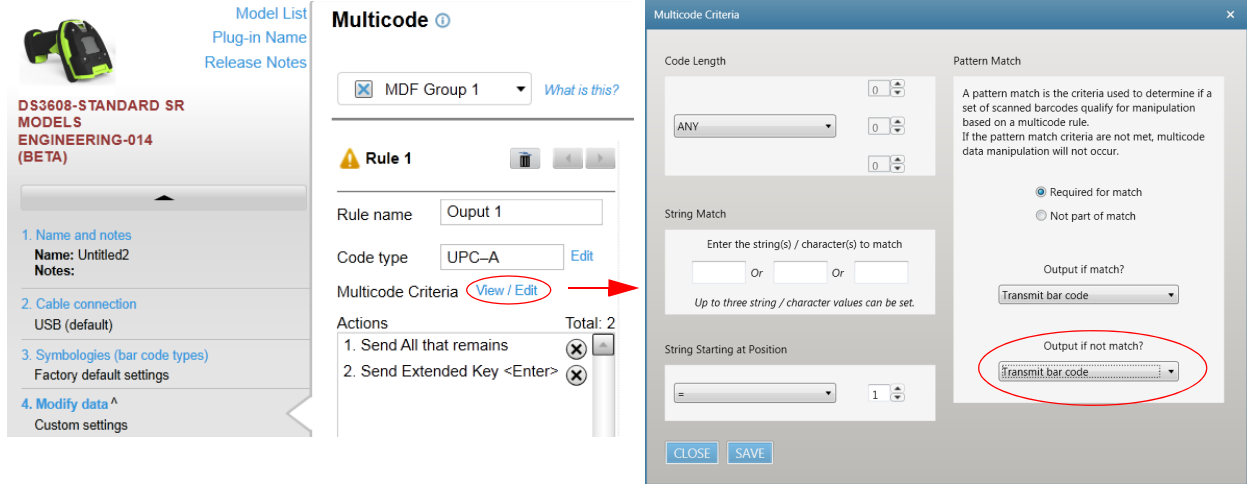 Model List
Plug-in Name
Release Notes
DS3608-STANDARD SR
MODELS
ENGINEERING-014
(BETA)
1. Name and notes
Name: Untitled2
Notes:
2. Cable connection
USB (default)
3. Symbologies (bar code types)
Factory default settings
4. Modify data ^
Custom settings
Multicode
MDF Group 1
What is this?
Rule 1
Rule name
Ouput 1
Code type
UPC–A
Edit
Multicode Criteria
View / Edit
Actions
Total: 2
1. Send All that remains
2. Send Extended Key <Enter>
Multicode Criteria
Code Length
ANY
0
0
0
String Match
Enter the string(s) / character(s) to match
Or
Or
Up to three string / character values can be set.
String Starting at Position
=
1
CLOSE
SAVE
Pattern Match
A pattern match is the criteria used to determine if a
set of scanned barcodes qualify for manipulation
based on a multicode rule.
If the pattern match criteria are not met, multicode
data manipulation will not occur.
Required for match
Not part of match
Output if match?
Transmit bar code
Output if not match?
Transmit bar code